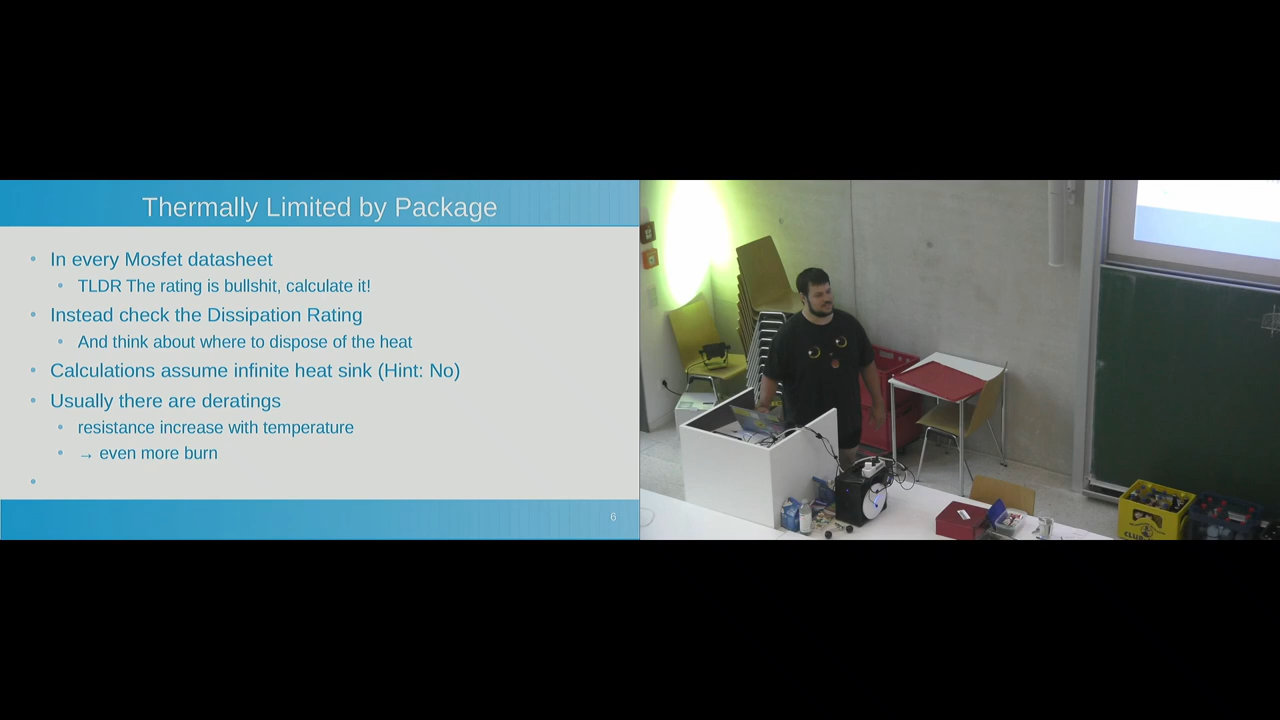 Thermally Limited by Package
In every Mosfet datasheet
TLDR The rating is bullshit, calculate it!
Instead check the Dissipation Rating
And think about where to dispose of the heat
Calculations assume infinite heat sink (Hint: No)
Usually there are deratings
resistance increase with temperature
→ even more burn
6
CLUB